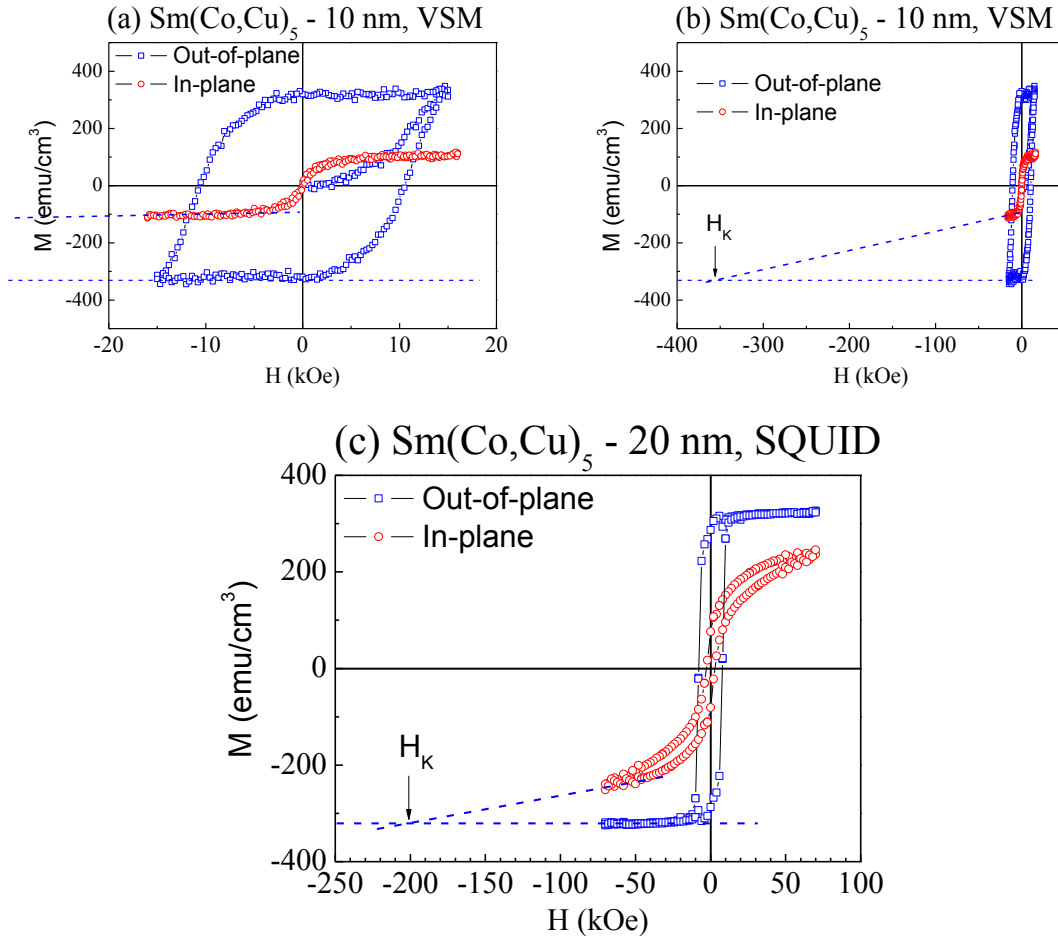 (a) Sm(Co,Cu)5 - 10 nm, VSM
Out-of-plane
In-plane
400
200
0
-200
-400
M (emu/cm3)
-20
-10
0
10
20
H (kOe)
(b) Sm(Co,Cu)5 - 10 nm, VSM
Out-of-plane
In-plane
HK
400
200
0
-200
-400
M (emu/cm3)
-400
-300
-200
-100
0
H (kOe)
(c) Sm(Co,Cu)5 - 20 nm, SQUID
Out-of-plane
In-plane
HK
400
200
0
-200
-400
M (emu/cm3)
-250
-200
-150
-100
-50
0
50
100
H (kOe)